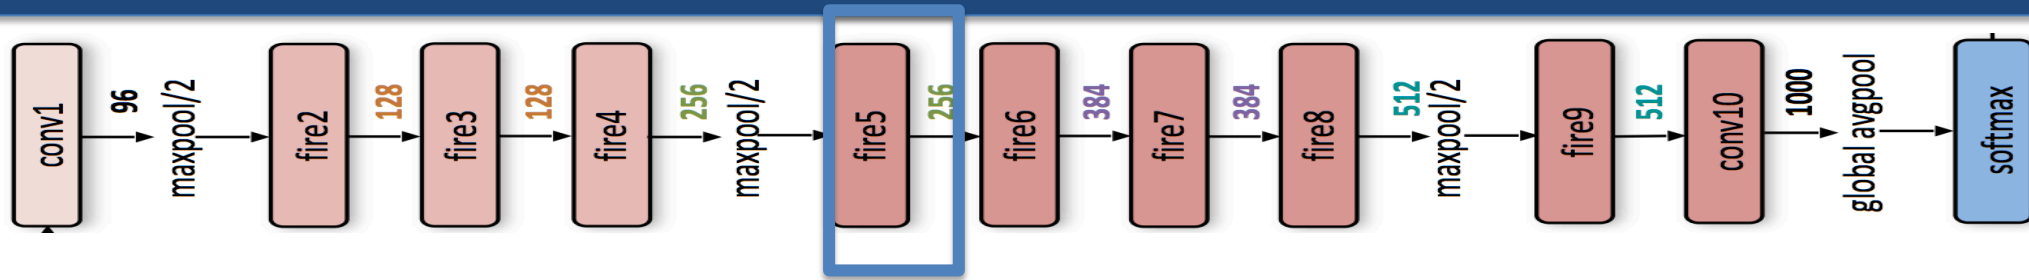 conv1
96
maxpool/2
fire2
128
fire3
128
fire4
256
maxpool/2
fire5
256
fire6
384
fire7
384
fire8
512
maxpool/2
fire9
512
conv10
1000
global avgpool
softmax